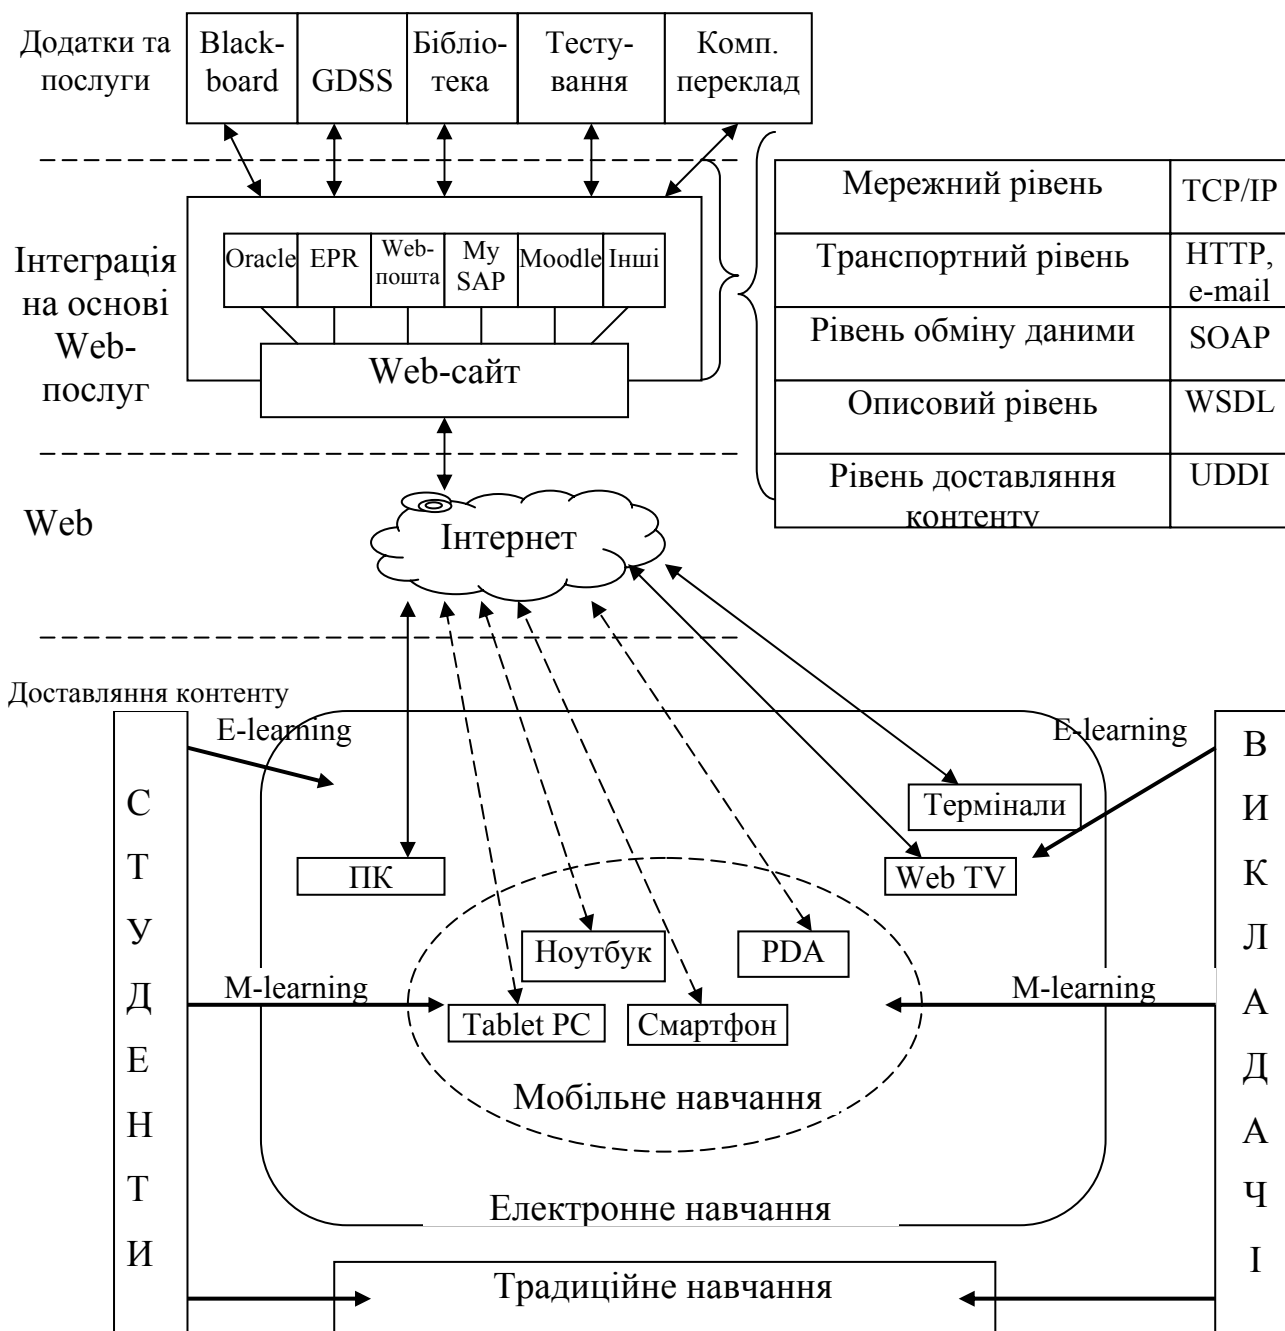 Додатки та
послуги
Black-
board
GDSS
Бібліо-
тека
Тесту-
вання
Комп.
переклад
Інтеграція
на основі
Web-
послуг
Oracle
EPR
Web-
пошта
My
SAP
Moodle
Інші
Web-сайт
Мережний рівень
TCP/IP
Транспортний рівень
HTTP,
e-mail
Рівень обміну даними
SOAP
Описовий рівень
WSDL
Рівень доставляння
контенту
UDDI
Web
Інтернет
Доставляння контенту
E-learning
E-learning
С
Т
У
Д
Е
Н
Т
И
В
И
К
Л
А
Д
А
Ч
І
Термінали
ПК
Web TV
Ноутбук
PDA
M-learning
M-learning
Tablet PC
Смартфон
Мобільне навчання
Електронне навчання
Традиційне навчання